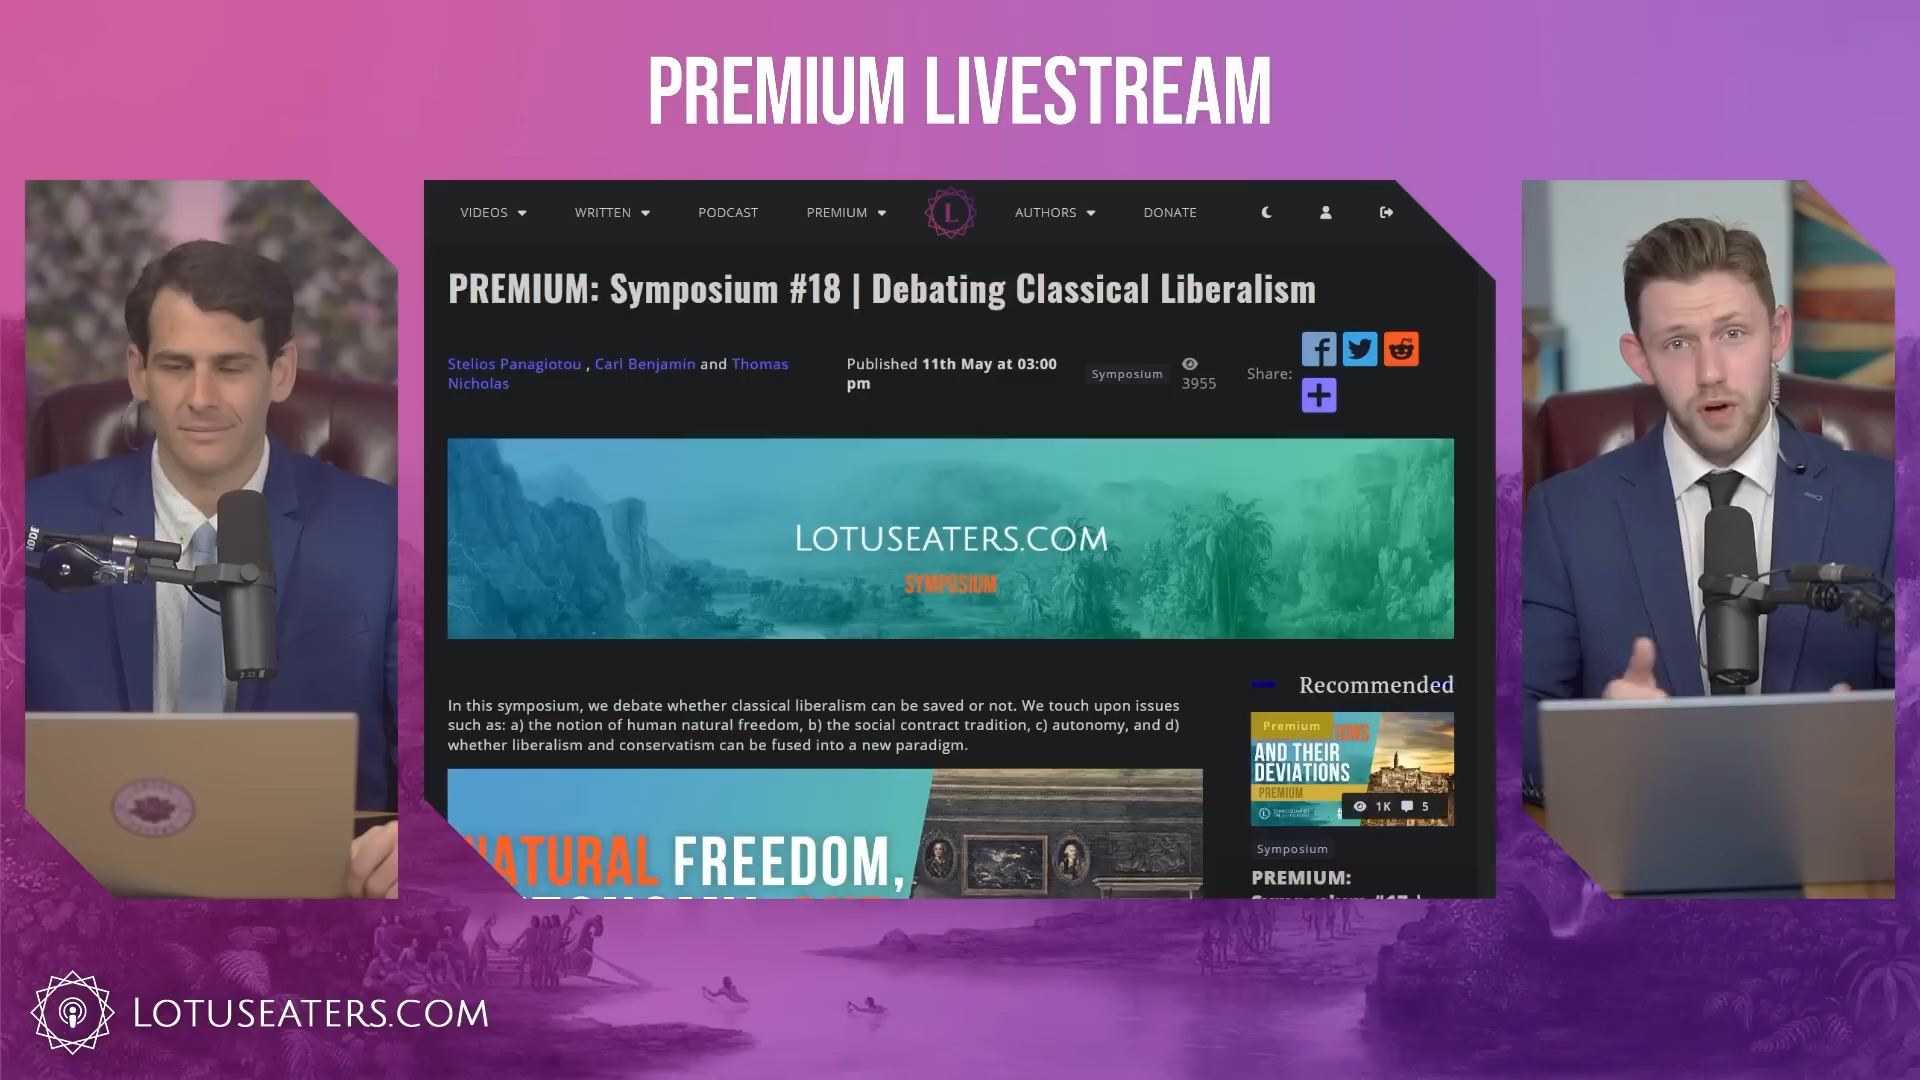 PREMIUM LIVESTREAM
VIDEOS
WRITTEN
PODCAST
PREMIUM
L
AUTHORS
DONATE
PREMIUM: Symposium #18 | Debating Classical Liberalism
Stelios Panagiotou , Carl Benjamin and Thomas
Nicholas
Published 11th May at 03:00
pm
Symposium
3955
Share:
LOTUSEATERS.COM
SYMPOSIUM
In this symposium, we debate whether classical liberalism can be saved or not. We touch upon issues
such as: a) the notion of human natural freedom, b) the social contract tradition, c) autonomy, and d)
whether liberalism and conservatism can be fused into a new paradigm.
NATURAL FREEDOM,
Recommended
Premium
AND THEIR
DEVIATIONS
PREMIUM
1K
5
Symposium
PREMIUM:
RODE
LOTUSEATERS.COM